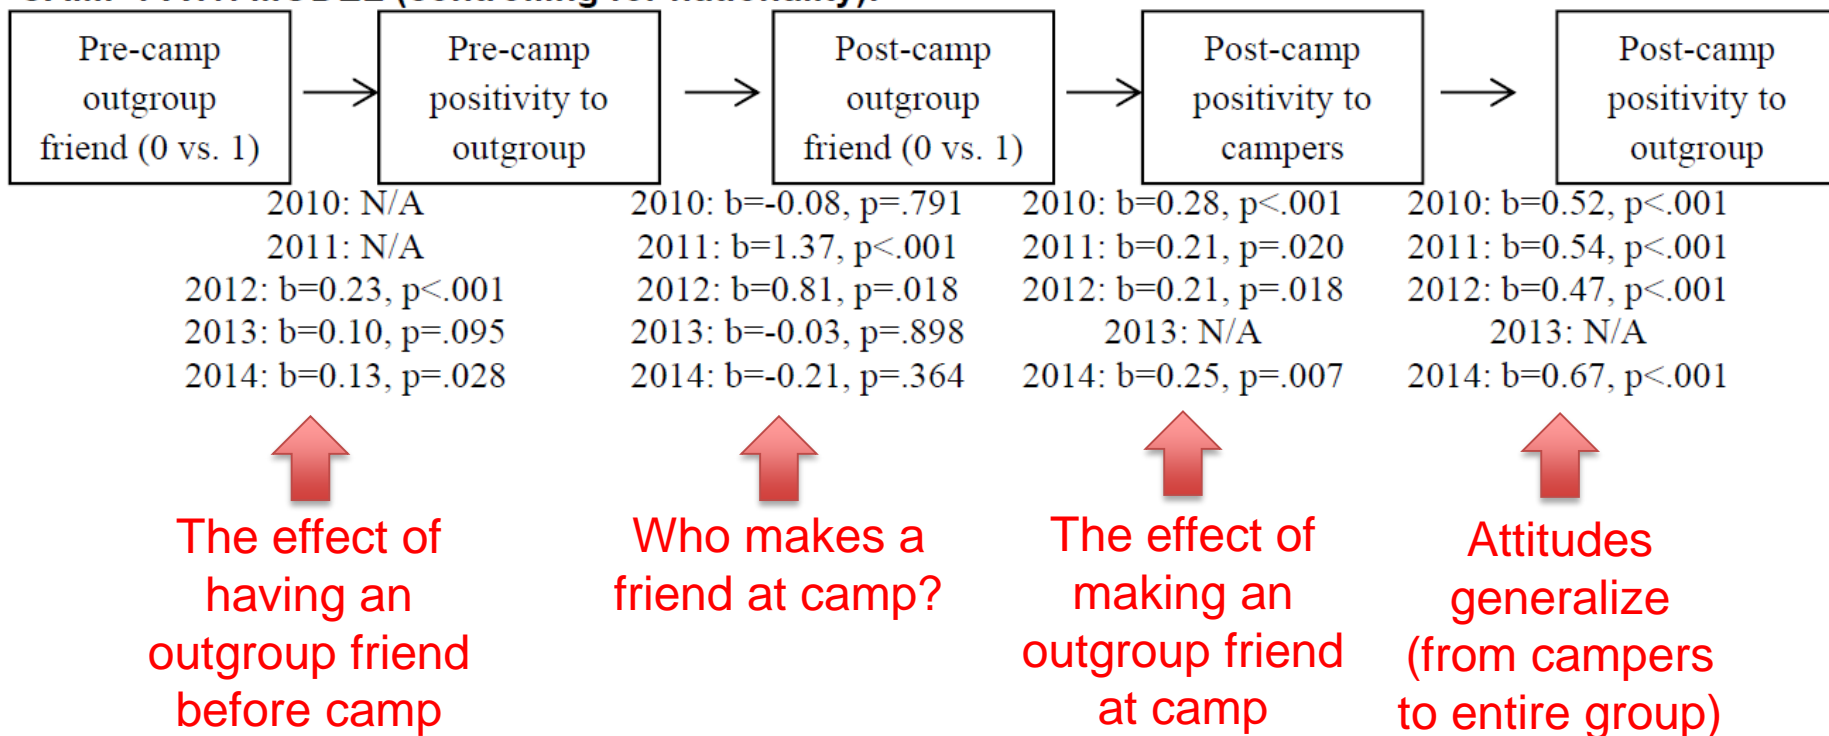 (controlling for nationality):
Pre-camp
outgroup
friend (0 vs. 1)
Pre-camp
positivity to
outgroup
Post-camp
outgroup
friend (0 vs. 1)
Post-camp
positivity to
campers
Post-camp
positivity to
outgroup
2010: N/A
2011: N/A
2012: b=0.23, p<.001
2013: b=0.10, p=.095
2014: b=0.13, p=.028
2010: b=-0.08, p=.791
2011: b=1.37, p<.001
2012: b=0.81, p=.018
2013: b=-0.03, p=.898
2014: b=-0.21, p=.364
2010: b=0.28, p<.001
2011: b=0.21, p=.020
2012: b=0.21, p=.018
2013: N/A
2014: b=0.25, p=.007
2010: b=0.52, p<.001
2011: b=0.54, p<.001
2012: b=0.47, p<.001
2013: N/A
2014: b=0.67, p<.001
The effect of
having an
outgroup friend
before camp
Who makes a
friend at camp?
The effect of
making an
outgroup friend
at camp
Attitudes
generalize
(from campers
to entire group)